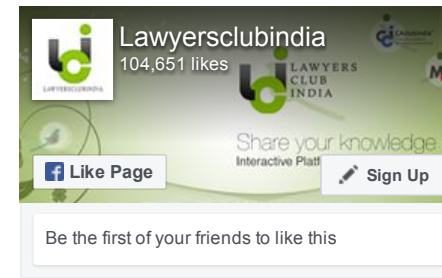 Lawyersclubindia
104,651 likes
LAWYERSCLUBINDIA
LAWYERS
CLUB
INDIA
Share your knowledge
Interactive Platf
Like Page
Sign Up
Be the first of your friends to like this